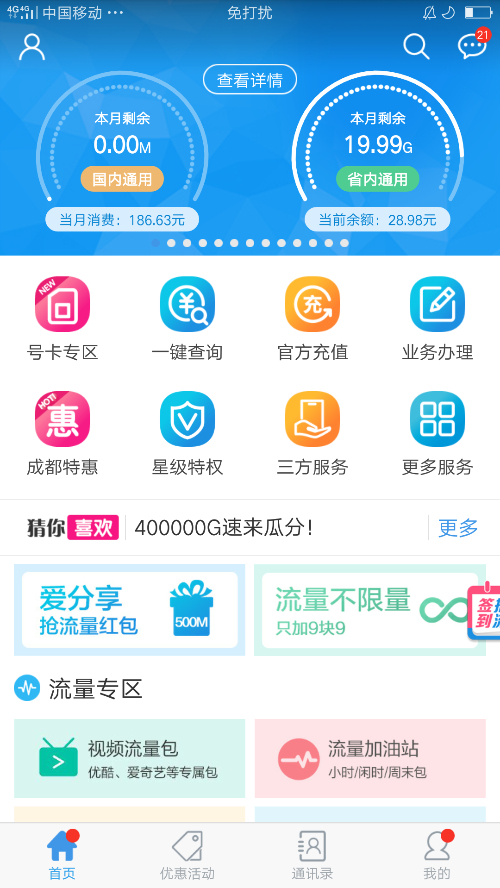 4G 4G 中国移动 ··· 免打扰
21
查看详情
本月剩余
0.00M
国内通用
当月消费：186.63元
本月剩余
19.99G
省内通用
当前余额：28.98元
NEW
号卡专区
一键查询
充
官方充值
业务办理
HOT!
惠
成都特惠
星级特权
三方服务
更多服务
猜你喜欢 400000G速来瓜分! 更多
爱分享
抢流量红包
500M
流量不限量
只加9块9
签
到
流量专区
视频流量包
优酷、爱奇艺等专属包
流量加油站
小时/闲时/周末包
首页 优惠活动 通讯录 我的